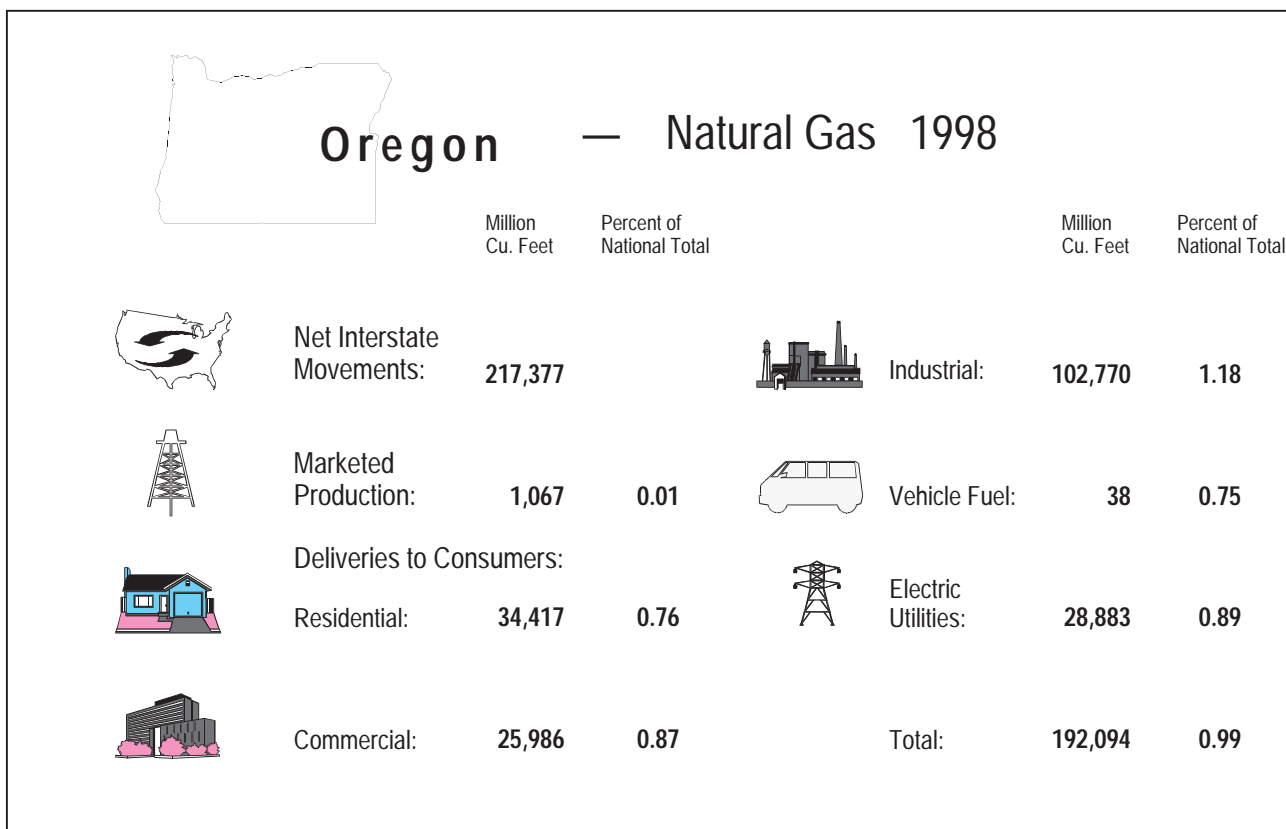 Oregon — Natural Gas 1998
Million Cu. Feet
Percent of National Total
Net Interstate
Movements: 217,377
Marketed
Production: 1,067 0.01
Deliveries to Consumers:
Residential: 34,417 0.76
Commercial: 25,986 0.87
Million Cu. Feet
Percent of National Total
Industrial: 102,770 1.18
Vehicle Fuel: 38 0.75
Electric
Utilities: 28,883 0.89
Total: 192,094 0.99